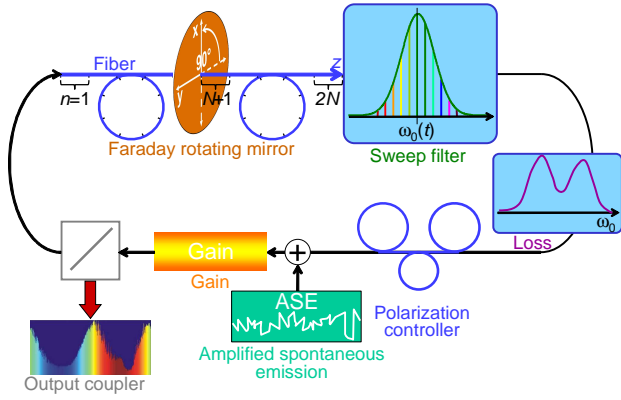 Fiber
x
90°
y
z
n=1
N+1
2N
Faraday rotating mirror
ω₀(t)
Sweep filter
ω₀
Loss
Gain
Gain
+
ASE
Amplified spontaneous
emission
Polarization
controller
Output coupler